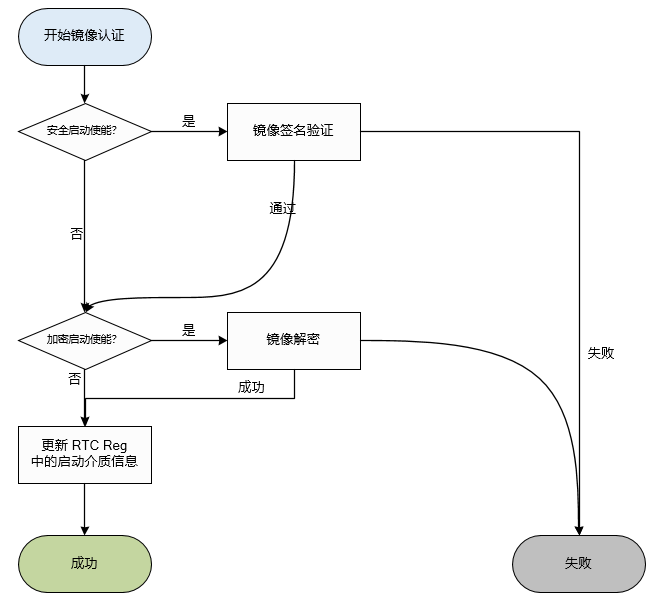 开始镜像认证
安全启动使能?
是
镜像签名验证
通过
否
加密启动使能?
是
镜像解密
失败
否
成功
更新 RTC Reg
中的启动介质信息
成功
失败